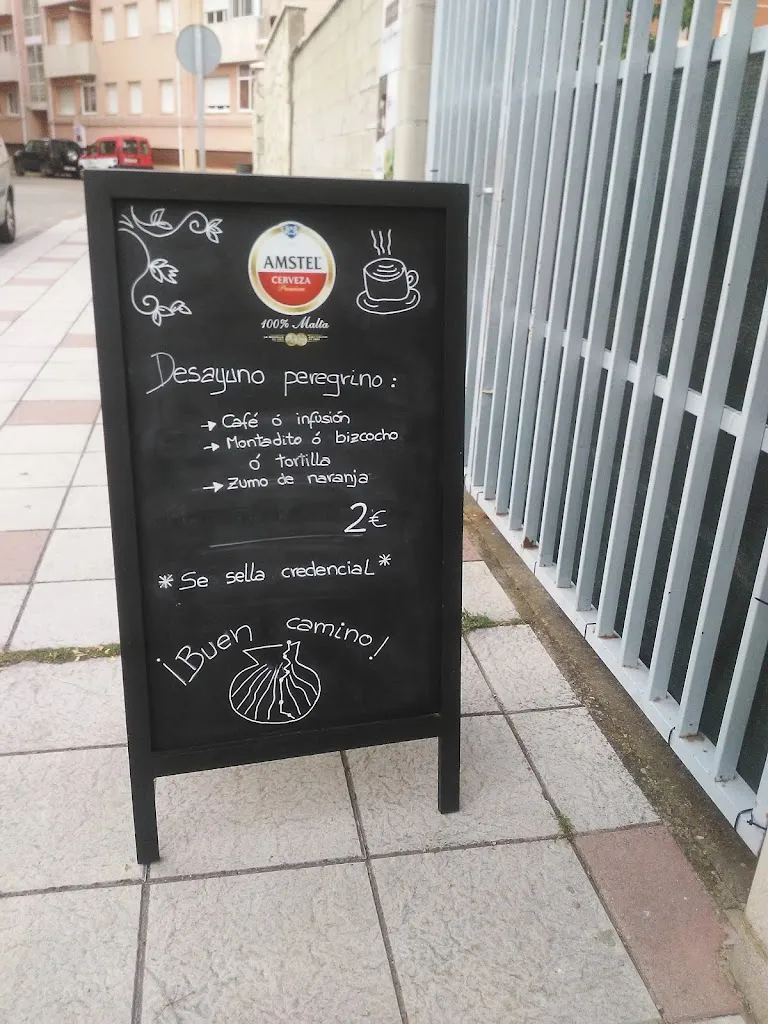 AMSTEL
CERVEZA
Premium
100% Malta
Desayuno peregrino:
→ Café ó infusión
→ Montadito ó bizcocho
ó tortilla
→ Zumo de naranja
2€
*Se sella credencial*
¡Buen camino!